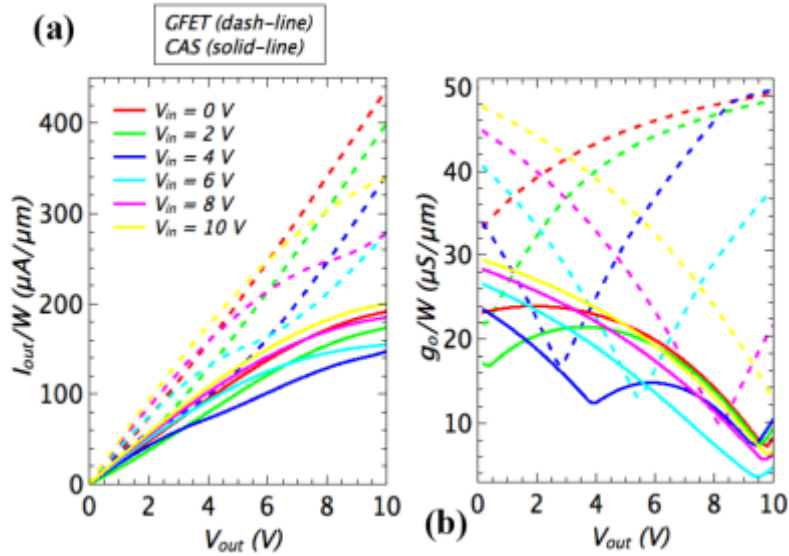 (a)
GFET (dash-line)
CAS (solid-line)
I_out/W (µA/µm)
400
300
200
100
0
V_in = 0 V
V_in = 2 V
V_in = 4 V
V_in = 6 V
V_in = 8 V
V_in = 10 V
0 2 4 6 8 10
V_out (V)
g_o/W (µS/µm)
50
40
30
20
10
0 2 4 6 8 10
(b)
V_out (V)